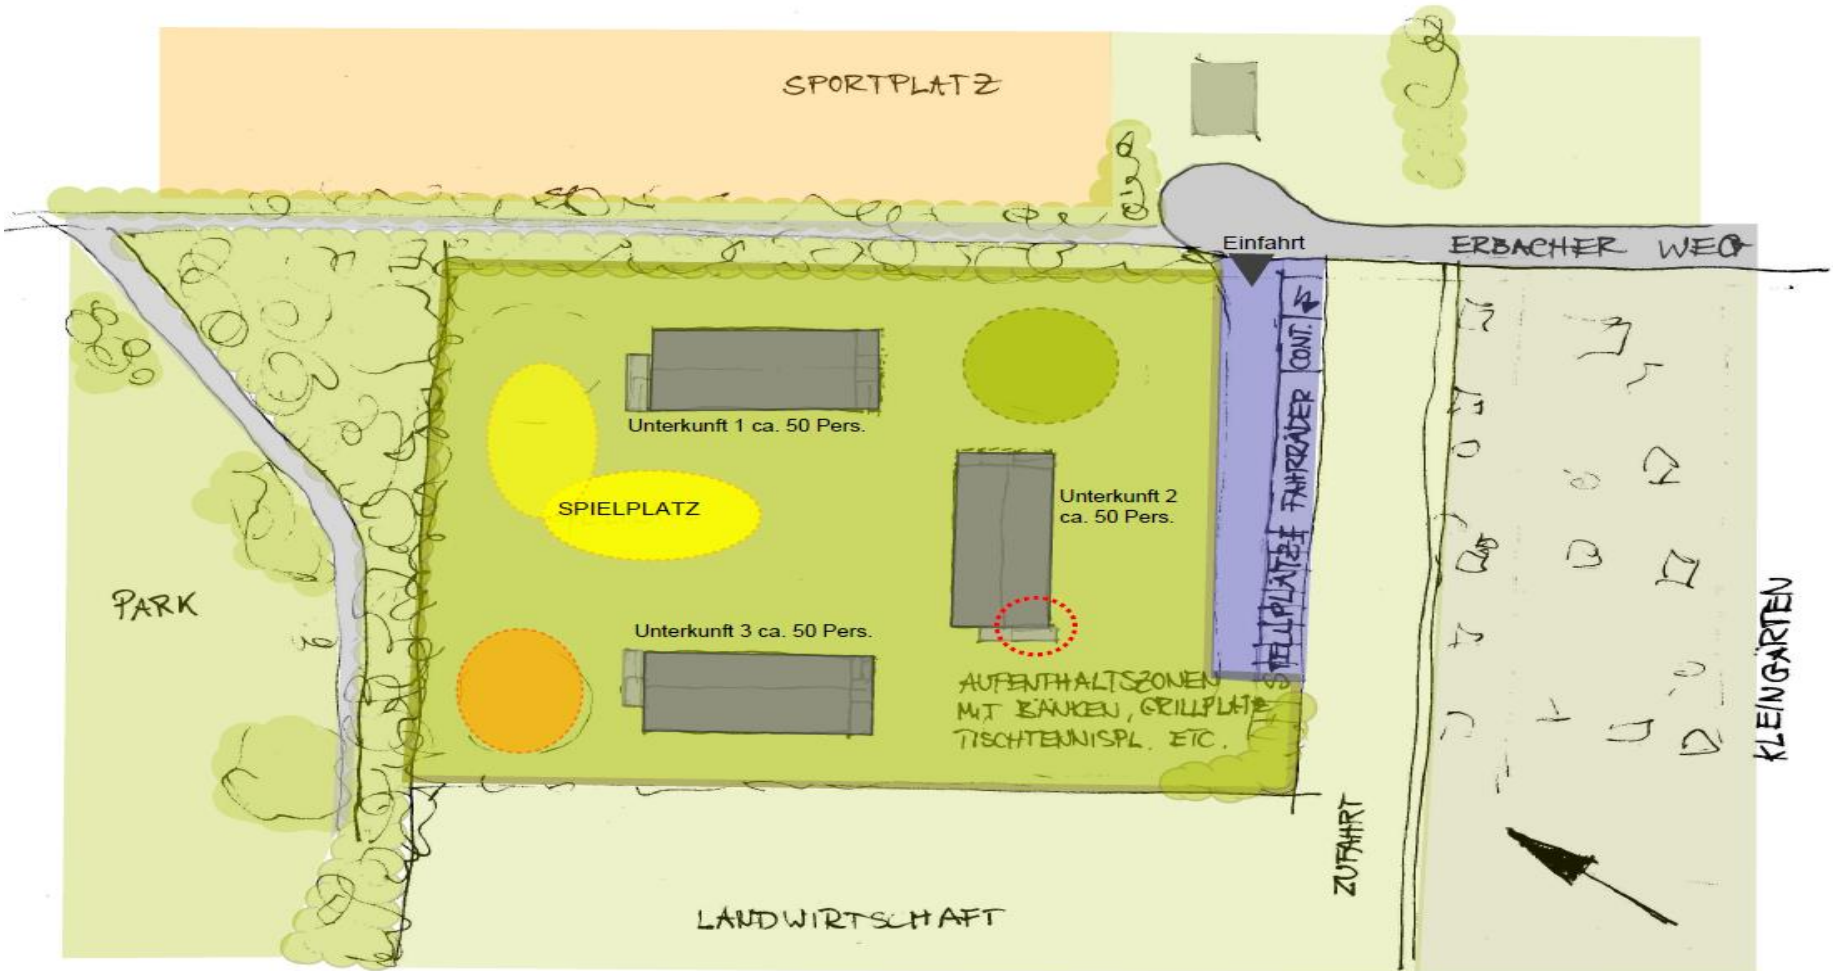 SPORTPLATZ
Einfahrt
ERBACHER WEG
CONT.
STELLPLÄTZE FAHRRÄDER
Unterkunft 1 ca. 50 Pers.
SPIELPLATZ
Unterkunft 2
ca. 50 Pers.
PARK
Unterkunft 3 ca. 50 Pers.
AUFENTHALTSZONEN
MIT BÄNKEN, GRILLPLATZ
TISCHTENNISPL. ETC.
KLEINGÄRTEN
ZUFAHRT
LANDWIRTSCHAFT